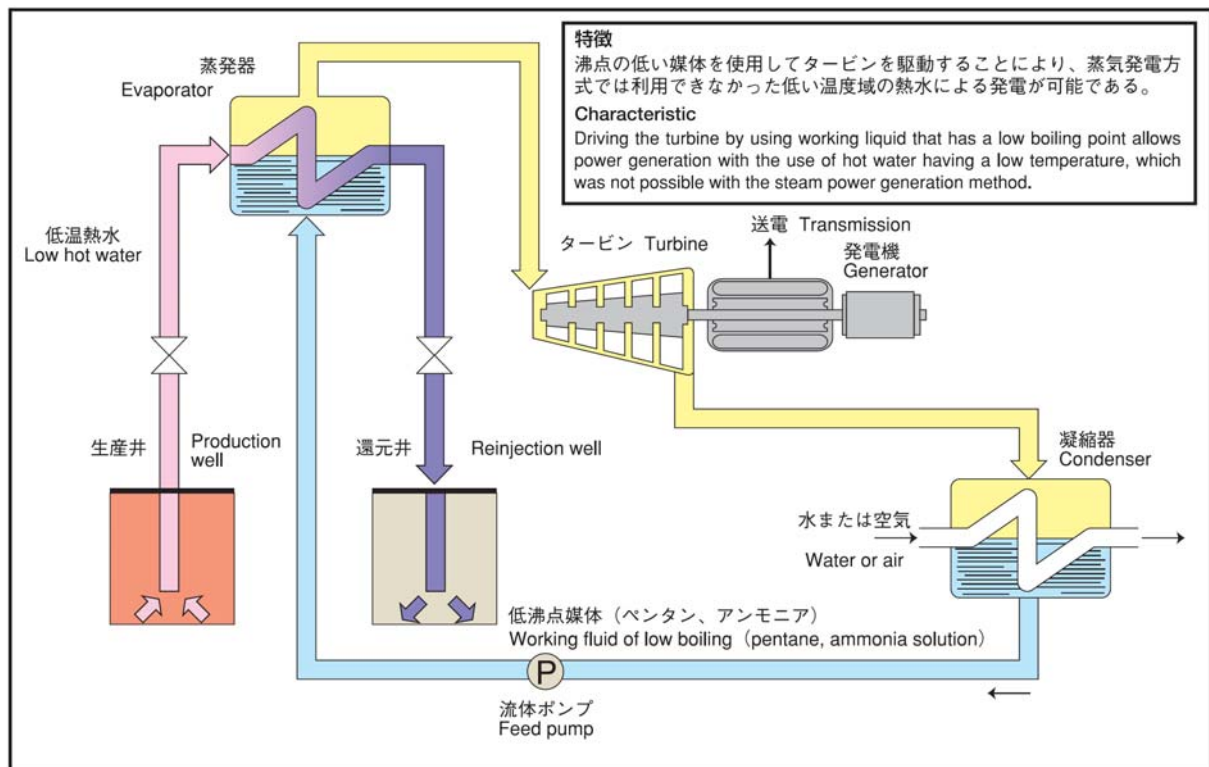 特徴
沸点の低い媒体を使用してタービンを駆動することにより、蒸気発電方
式では利用できなかった低い温度域の熱水による発電が可能である。
Characteristic
Driving the turbine by using working liquid that has a low boiling point allows
power generation with the use of hot water having a low temperature, which
was not possible with the steam power generation method.
蒸発器
Evaporator
低温熱水
Low hot water
タービン Turbine
送電 Transmission
発電機
Generator
生産井 Production
well
還元井 Reinjection well
凝縮器
Condenser
水または空気
Water or air
低沸点媒体（ペンタン、アンモニア）
Working fluid of low boiling（pentane, ammonia solution）
P
流体ポンプ
Feed pump